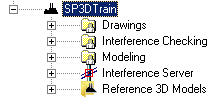 SP3DTrain
Drawings
Interference Checking
Modeling
Interference Server
Reference 3D Models